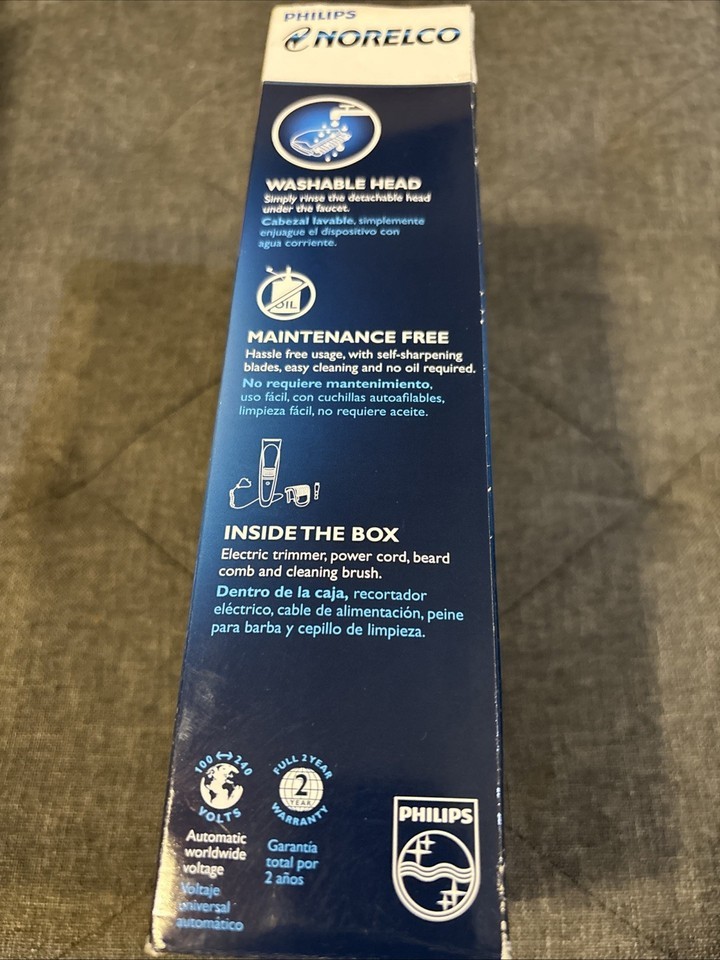 PHILIPS
NORELCO
WASHABLE HEAD
Simply rinse the detachable head
under the faucet.
Cabezal lavable, simplemente
enjuague el dispositivo con
agua corriente.
OIL
MAINTENANCE FREE
Hassle free usage, with self-sharpening
blades, easy cleaning and no oil required.
No requiere mantenimiento,
uso fácil, con cuchillas autoafilables,
limpieza fácil, no requiere aceite.
INSIDE THE BOX
Electric trimmer, power cord, beard
comb and cleaning brush.
Dentro de la caja, recortador
eléctrico, cable de alimentación, peine
para barba y cepillo de limpieza.
100 ↔ 240
VOLTS
Automatic
worldwide
voltage
Voltaje
universal
automático
FULL 2 YEAR
2
YEAR
WARRANTY
Garantía
total por
2 años
PHILIPS